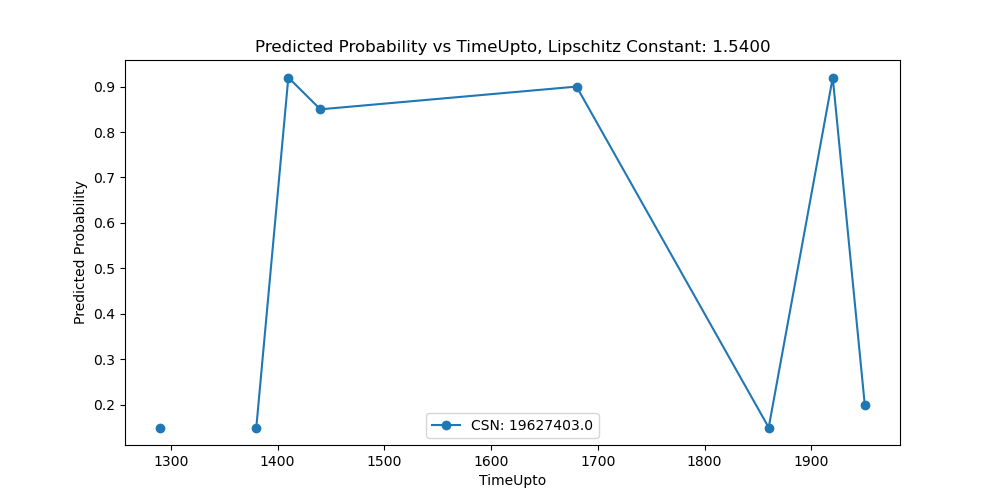 Predicted Probability vs TimeUpto, Lipschitz Constant: 1.5400
Predicted Probability
0.9
0.8
0.7
0.6
0.5
0.4
0.3
0.2
CSN: 19627403.0
1300 1400 1500 1600 1700 1800 1900
TimeUpto